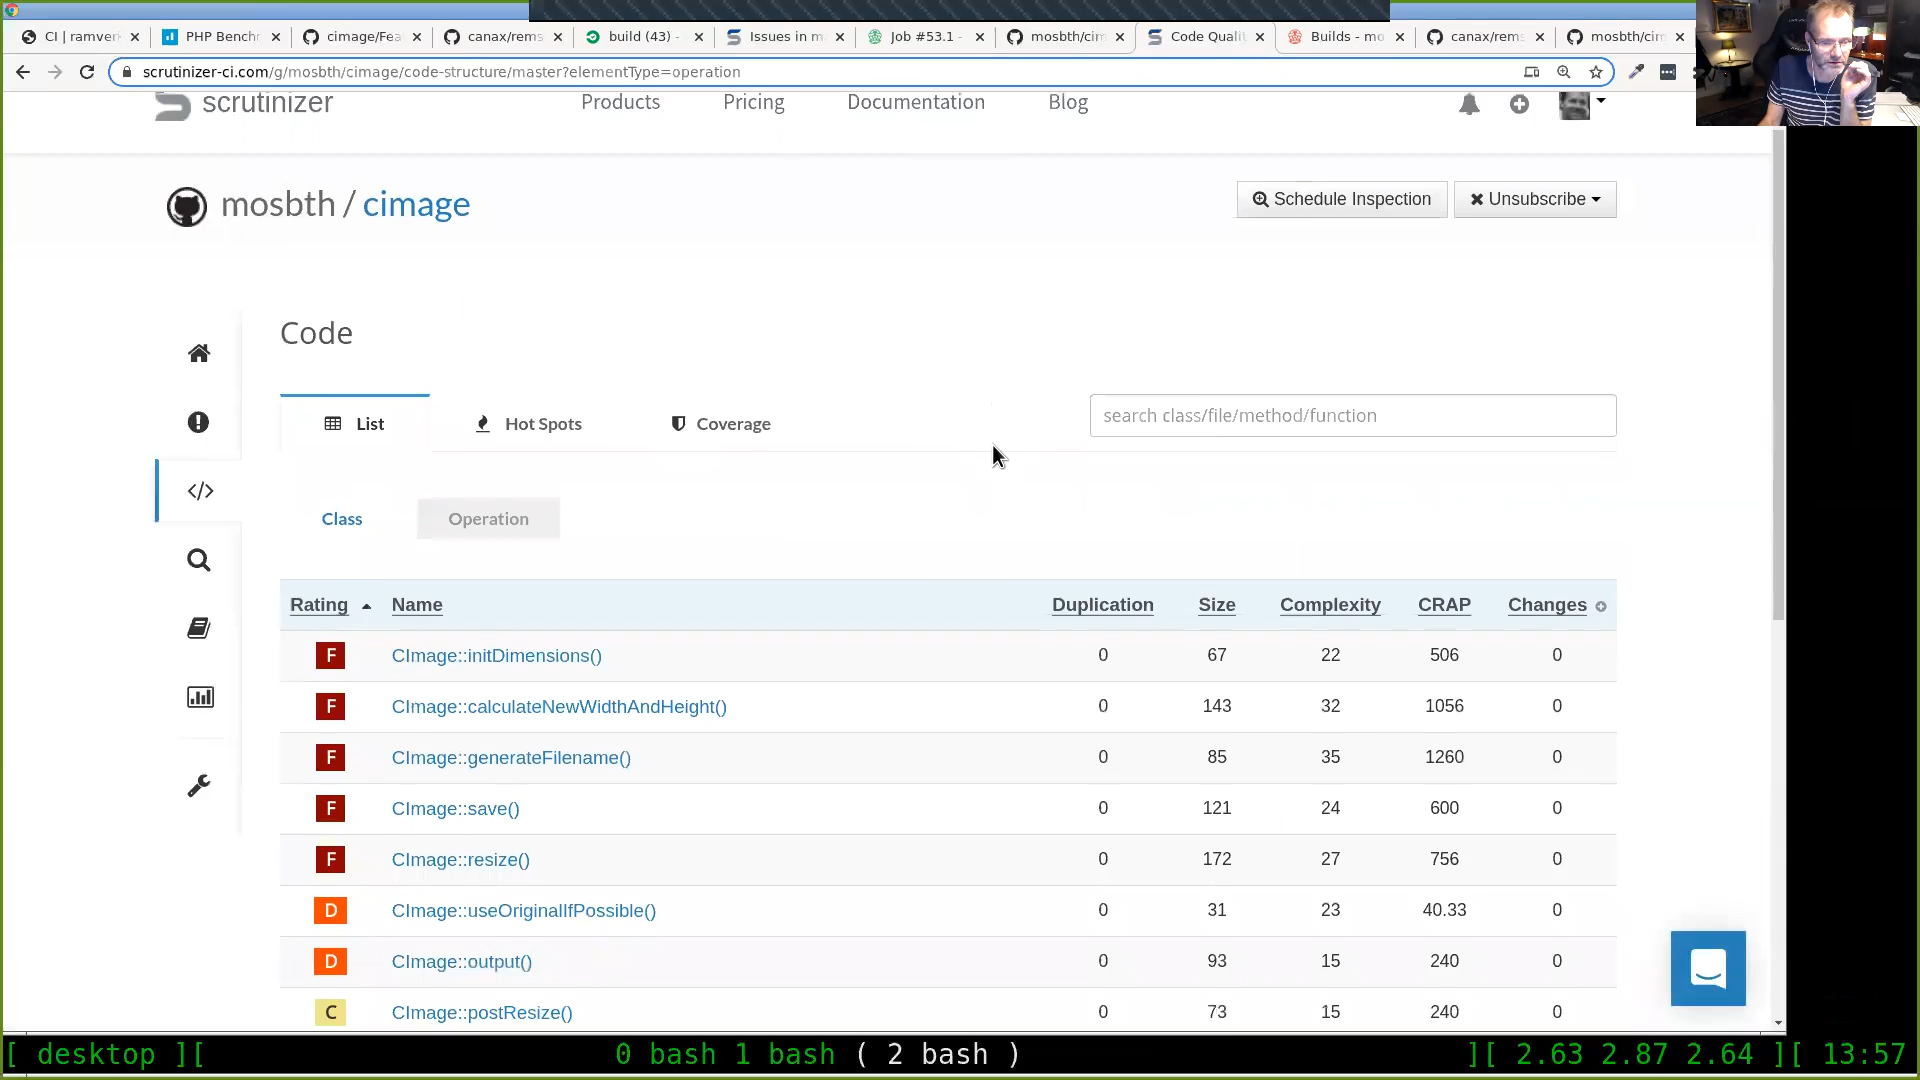 CI | ramver
PHP Bench
cimage/Fea
canax/rems
build (43) -
Issues in m
Job #53.1 -
mosbth/cim
Code Qualit
Builds - mo
canax/rems
mosbth/cim
scrutinizer-ci.com/g/mosbth/cimage/code-structure/master?elementType=operation
scrutinizer
Products
Pricing
Documentation
Blog
mosbth / cimage
Schedule Inspection
Unsubscribe
Code
List
Hot Spots
Coverage
search class/file/method/function
Class
Operation
Rating Name Duplication Size Complexity CRAP Changes
F CImage::initDimensions() 0 67 22 506 0
F CImage::calculateNewWidthAndHeight() 0 143 32 1056 0
F CImage::generateFilename() 0 85 35 1260 0
F CImage::save() 0 121 24 600 0
F CImage::resize() 0 172 27 756 0
D CImage::useOriginalIfPossible() 0 31 23 40.33 0
D CImage::output() 0 93 15 240 0
C CImage::postResize() 0 73 15 240 0
[ desktop ][ 0 bash 1 bash ( 2 bash ) ][ 2.63 2.87 2.64 ][ 13:57